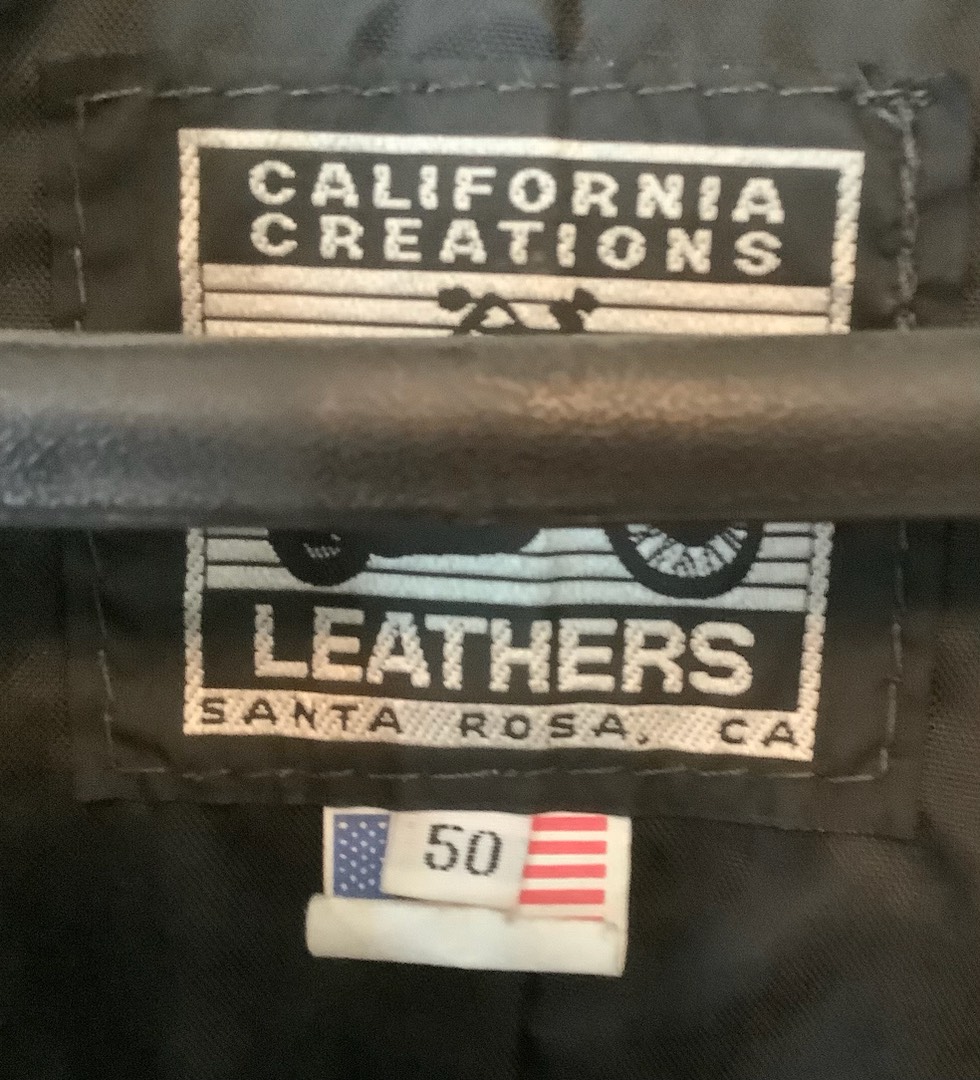 CALIFORNIA
CREATIONS
LEATHERS
SANTA ROSA, CA
50